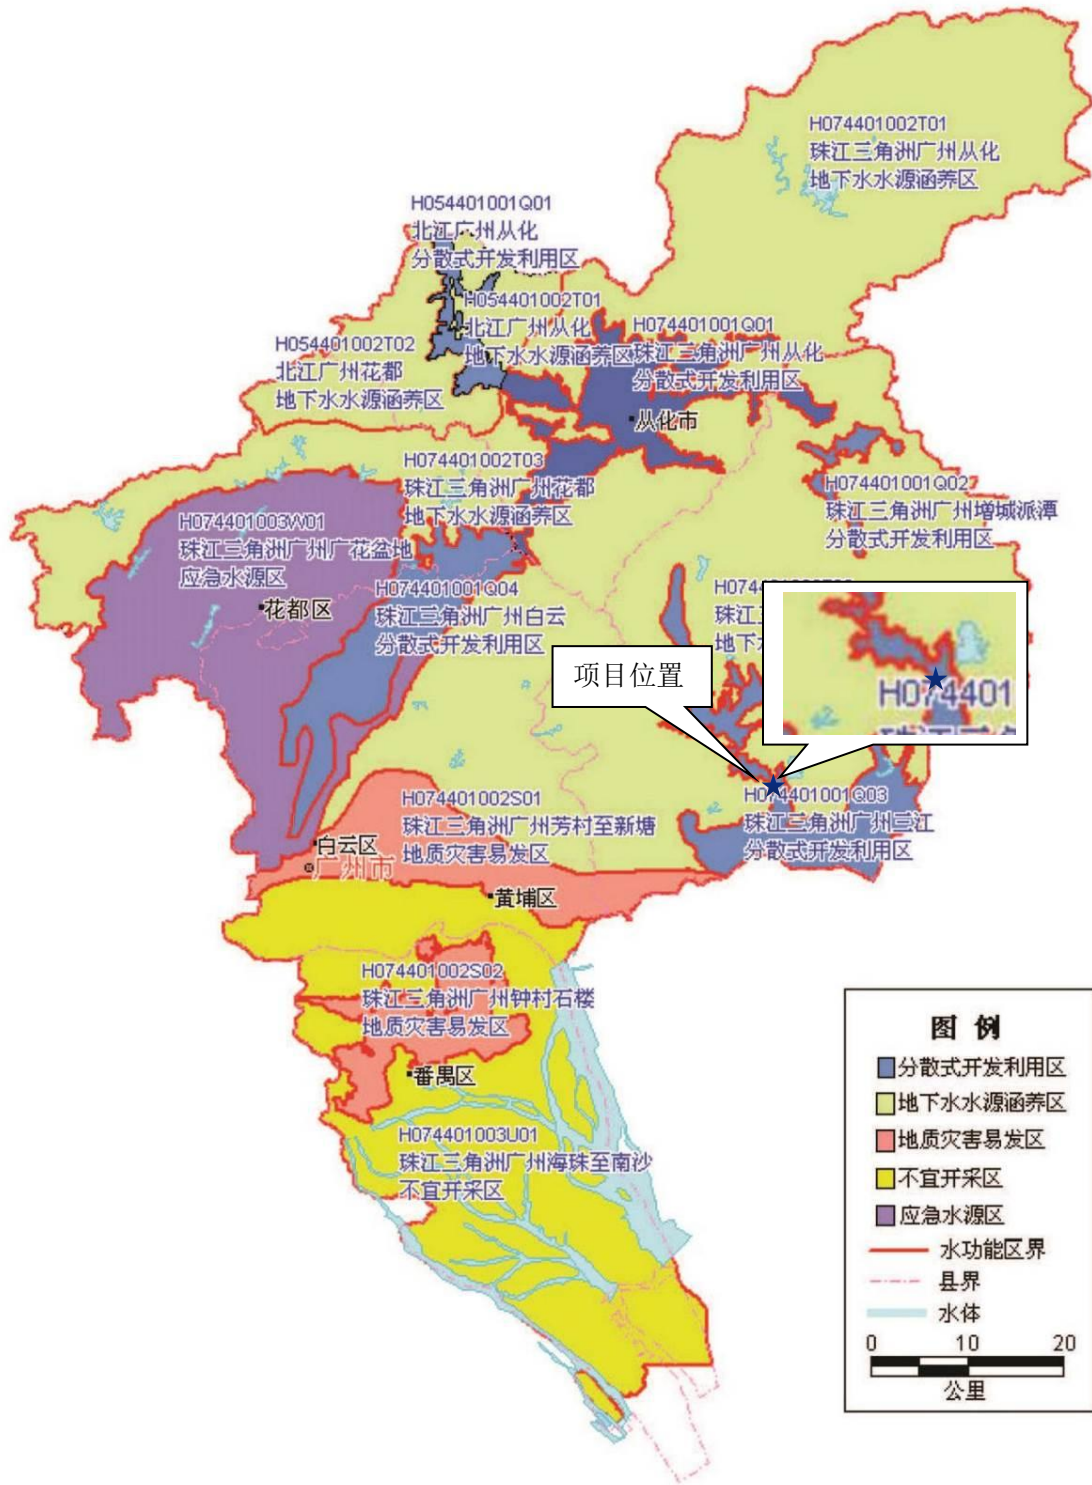 H074401002T01
珠江三角洲广州从化
地下水水源涵养区
H054401001Q01
北江广州从化
分散式开发利用区
H054401002T01
北江广州从化
地下水水源涵养区
H074401001Q01
珠江三角洲广州从化
分散式开发利用区
H054401002T02
北江广州花都
地下水水源涵养区
从化市
H074401002T03
珠江三角洲广州花都
地下水水源涵养区
H074401001Q02
珠江三角洲广州增城派潭
分散式开发利用区
H074401003W01
珠江三角洲广州广花盆地
应急水源区
花都区
H074401001Q04
珠江三角洲广州白云
分散式开发利用区
项目位置
H074401
H074401001Q03
珠江三角洲广州三江
分散式开发利用区
H074401002S01
珠江三角洲广州芳村至新塘
地质灾害易发区
白云区
广州市
黄埔区
H074401002S02
珠江三角洲广州钟村石楼
地质灾害易发区
番禺区
H074401003U01
珠江三角洲广州海珠至南沙
不宜开采区
图 例
分散式开发利用区
地下水水源涵养区
地质灾害易发区
不宜开采区
应急水源区
水功能区界
县界
水体
0 10 20
公里